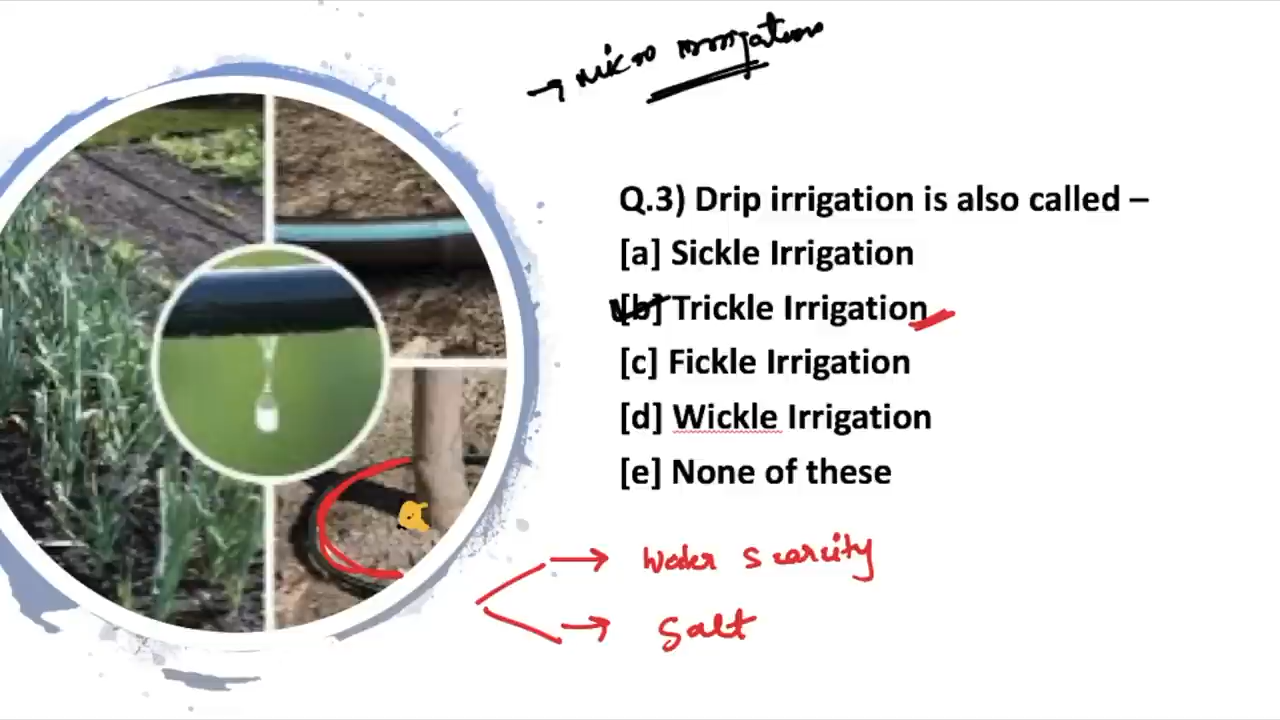 → micro irrigation
Q.3) Drip irrigation is also called –
[a] Sickle Irrigation
[b] Trickle Irrigation
[c] Fickle Irrigation
[d] Wickle Irrigation
[e] None of these
→ Water scarcity
→ Salt